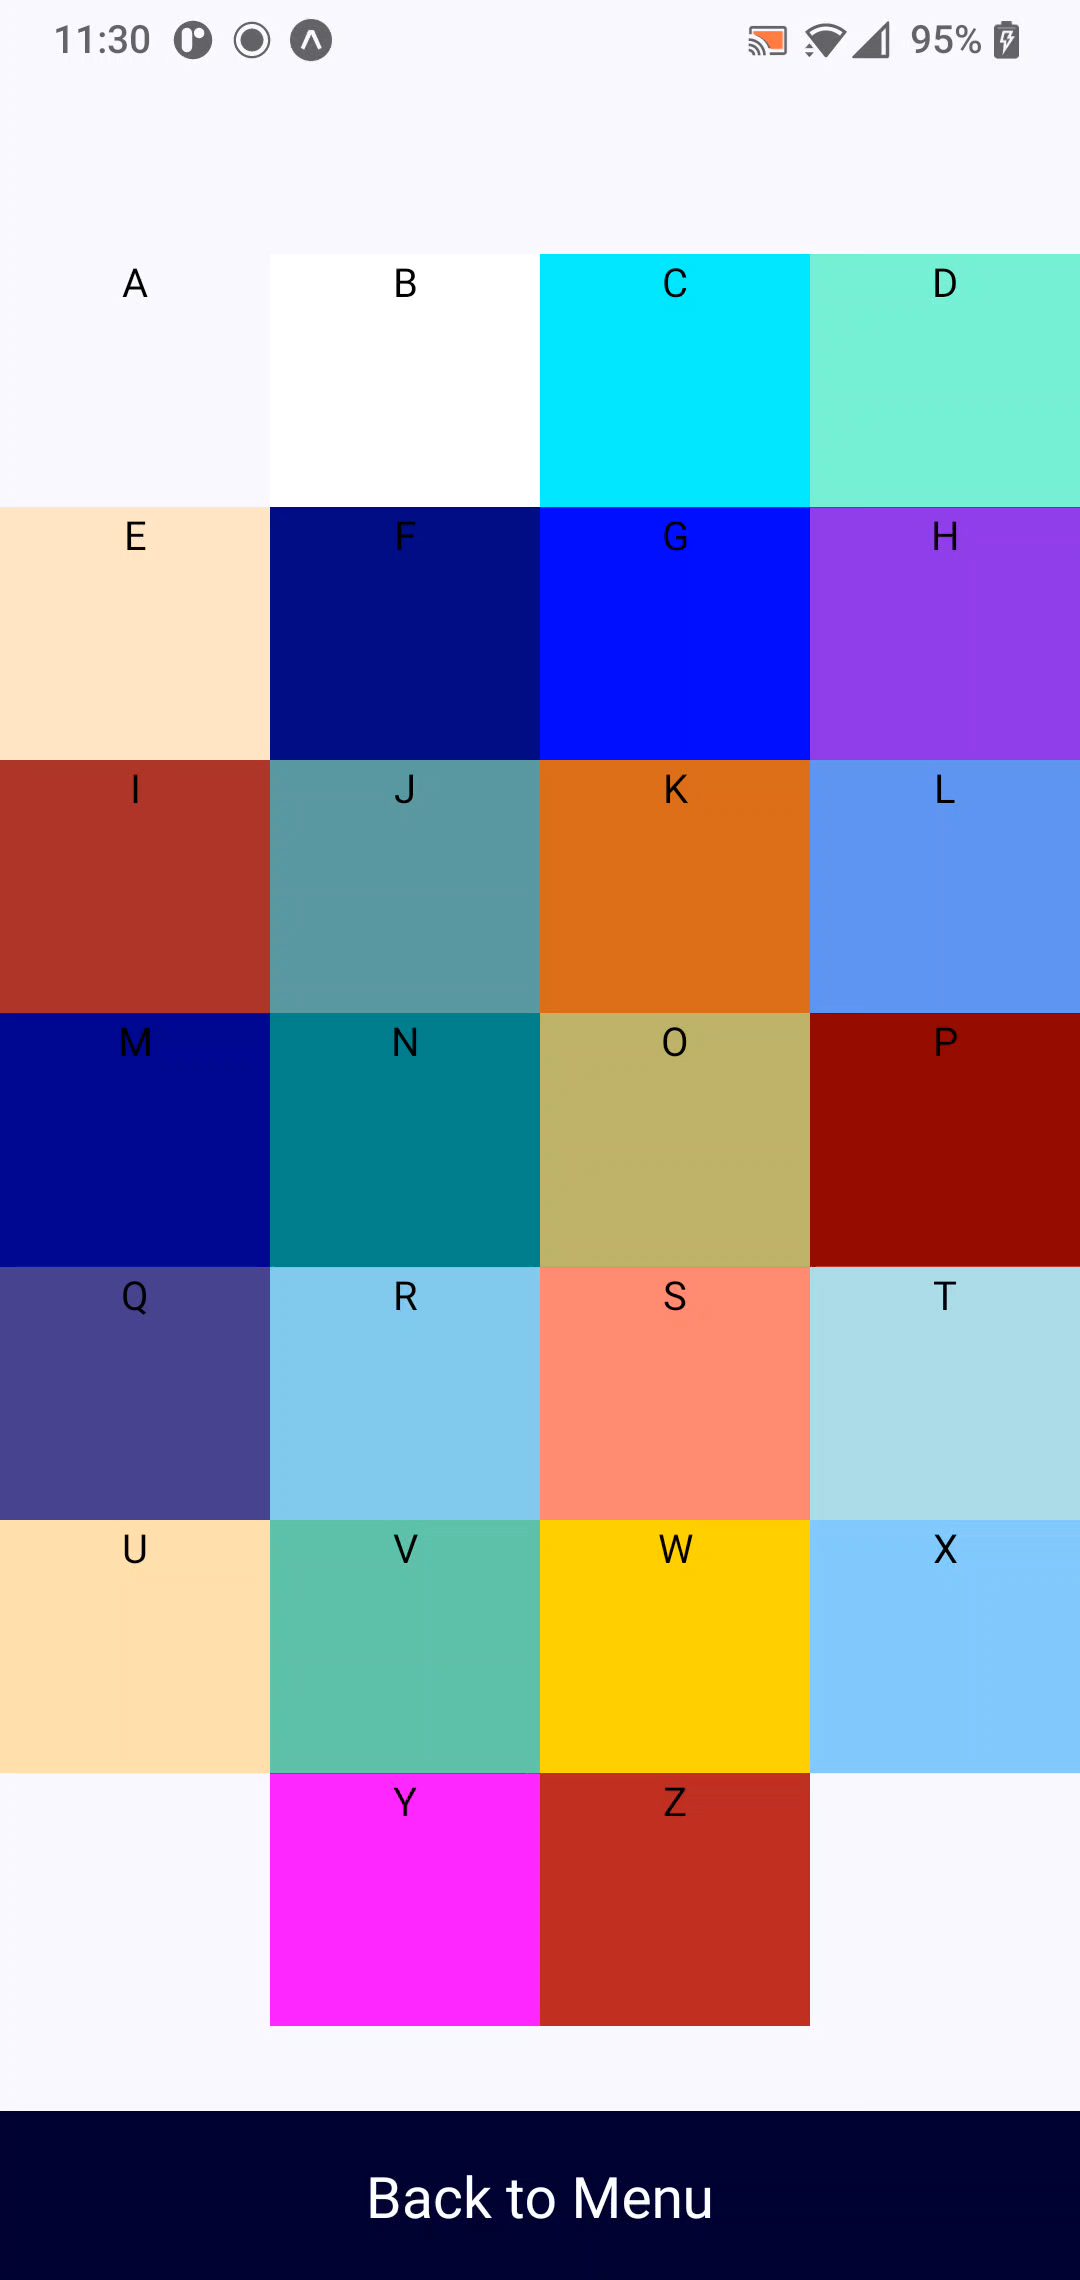 11:30 95%
A B C D
E F G H
I J K L
M N O P
Q R S T
U V W X
Y Z
Back to Menu